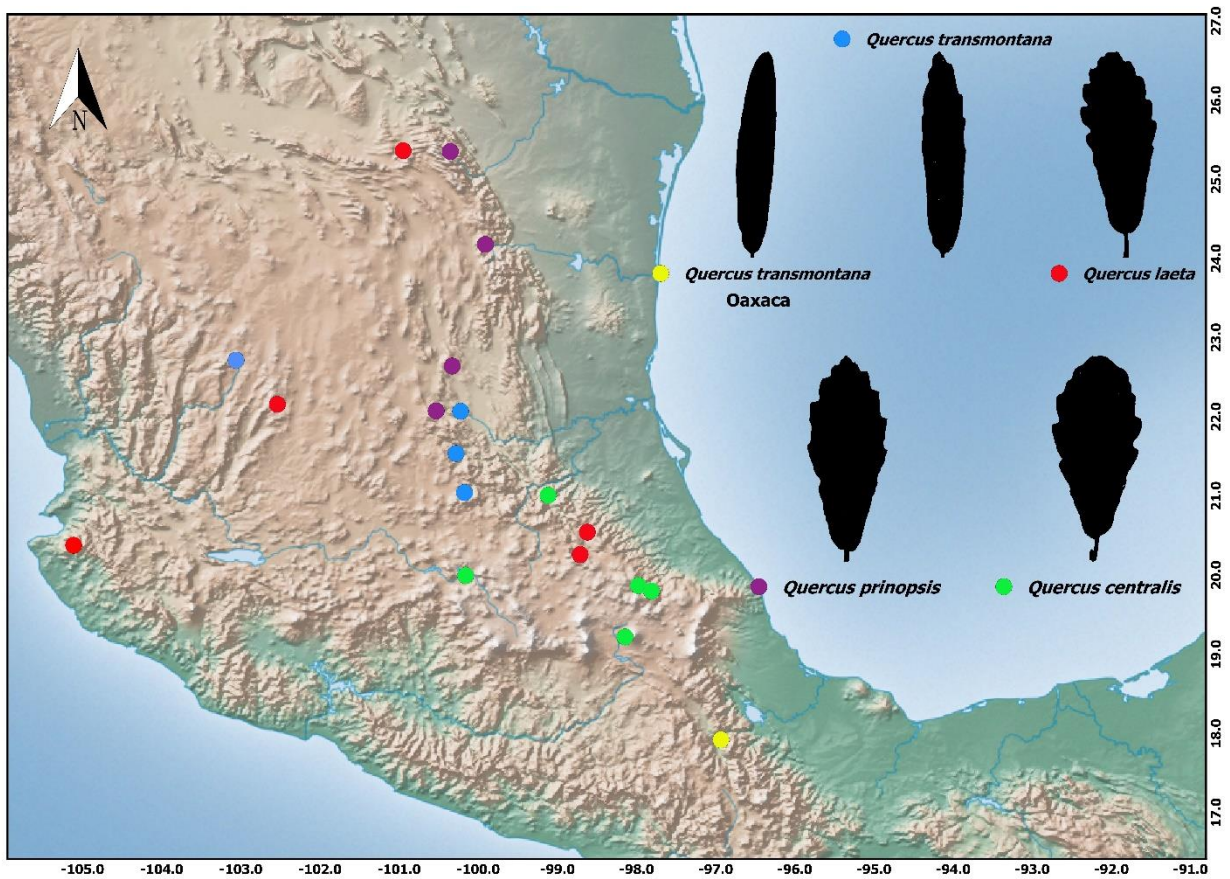 N
Quercus transmontana
Quercus transmontana
Oaxaca
Quercus laeta
Quercus prinopsis
Quercus centralis
27.0
26.0
25.0
24.0
23.0
22.0
21.0
20.0
19.0
18.0
17.0
-105.0 -104.0 -103.0 -102.0 -101.0 -100.0 -99.0 -98.0 -97.0 -96.0 -95.0 -94.0 -93.0 -92.0 -91.0